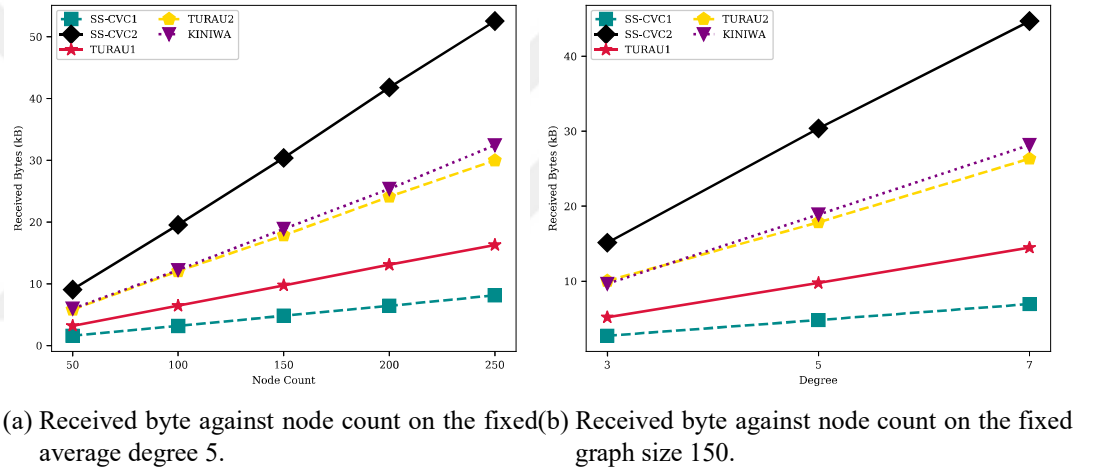 SS-CVC1
SS-CVC2
TURAU1
TURAU2
KINIWA
Received Bytes (kB)
50
40
30
20
10
0
50 100 150 200 250
Node Count
SS-CVC1
SS-CVC2
TURAU1
TURAU2
KINIWA
Received Bytes (kB)
40
30
20
10
3 5 7
Degree
(a) Received byte against node count on the fixed
average degree 5.
(b) Received byte against node count on the fixed
graph size 150.